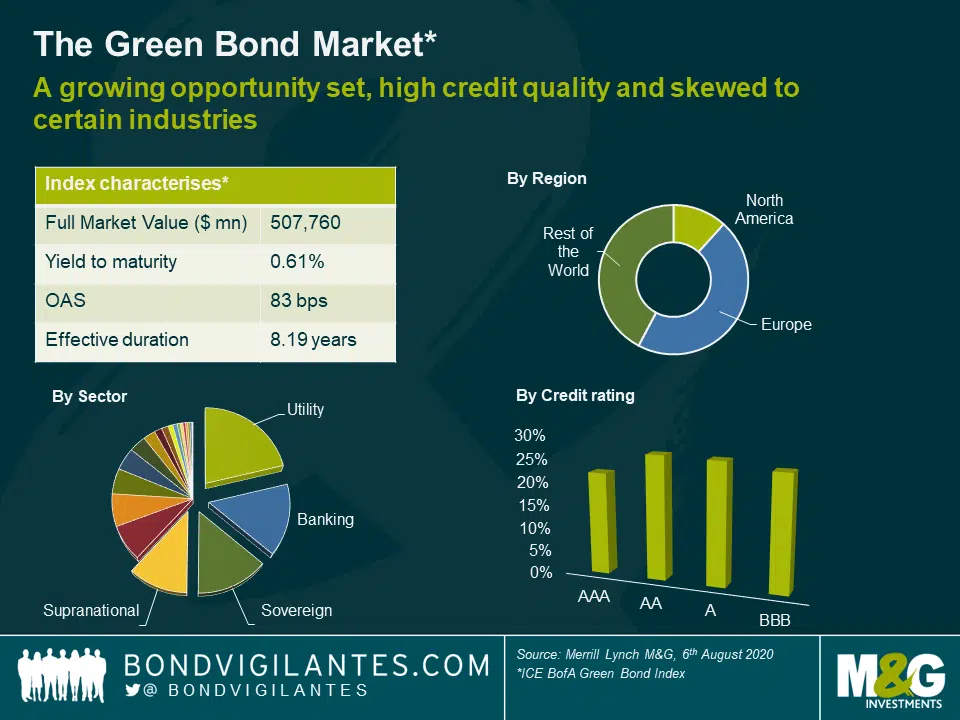 The Green Bond Market*
A growing opportunity set, high credit quality and skewed to
certain industries
Index characterises*
Full Market Value ($ mn) 507,760
Yield to maturity 0.61%
OAS 83 bps
Effective duration 8.19 years
By Region
North
America
Rest of
the
World
Europe
By Sector
Utility
Banking
Sovereign
Supranational
By Credit rating
30%
25%
20%
15%
10%
5%
0%
AAA
AA
A
BBB
BONDVIGILANTES.COM
@ BONDVIGILANTES
Source: Merrill Lynch M&G, 6th August 2020
*ICE BofA Green Bond Index
M&G
INVESTMENTS